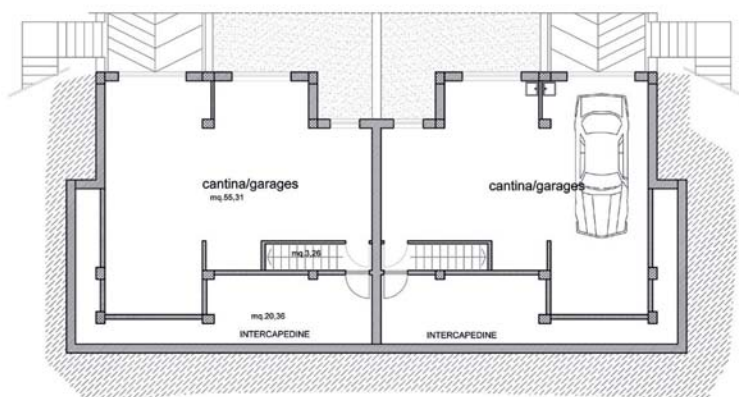 cantina/garages
mq.55,31
cantina/garages
mq.3,26
mq.20,36
INTERCAPEDINE
INTERCAPEDINE